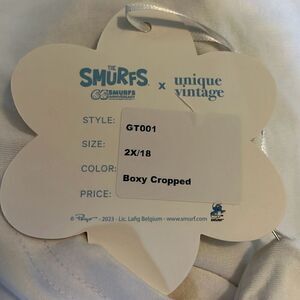 THE
SMURFS x unique
65 SMURFS ANNIVERSARY vintage
STYLE: GT001
SIZE: 2X/18
COLOR: Boxy Cropped
PRICE:
© Peyo - 2023 - Lic. Lafig Belgium - www.smurf.com